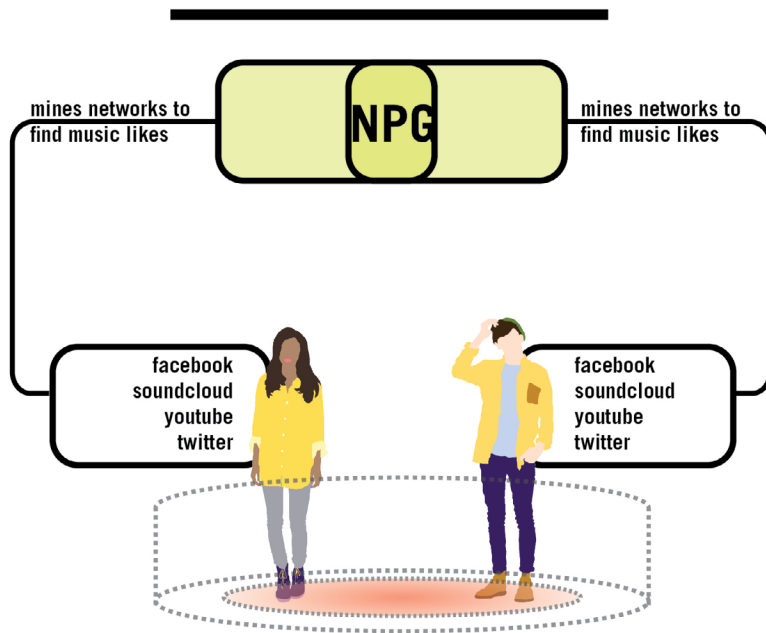 mines networks to
find music likes
NPG
mines networks to
find music likes
facebook
soundcloud
youtube
twitter
facebook
soundcloud
youtube
twitter